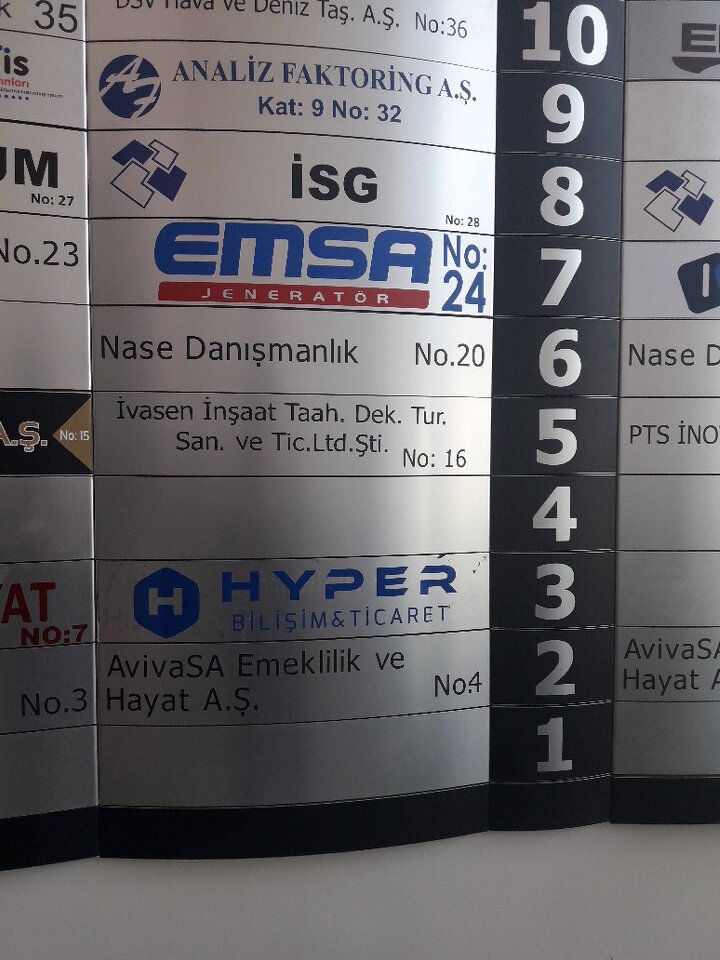 35
DSV Hava ve Deniz Taş. A.Ş. No:36
10
ANALİZ FAKTORİNG A.Ş.
Kat: 9 No: 32
9
No: 27
İSG
No: 28
8
No.23
EMSA
JENERATÖR
No:
24
7
Nase Danışmanlık No.20
6
Nase
A.Ş. No: 15
İvasen İnşaat Taah. Dek. Tur.
San. ve Tic.Ltd.Şti.
No: 16
5
PTS
4
NO:7
HYPER
BİLİŞİM&TİCARET
3
No.3
AvivaSA Emeklilik ve
Hayat A.Ş.
No.4
2
AvivaSA
Hayat
1